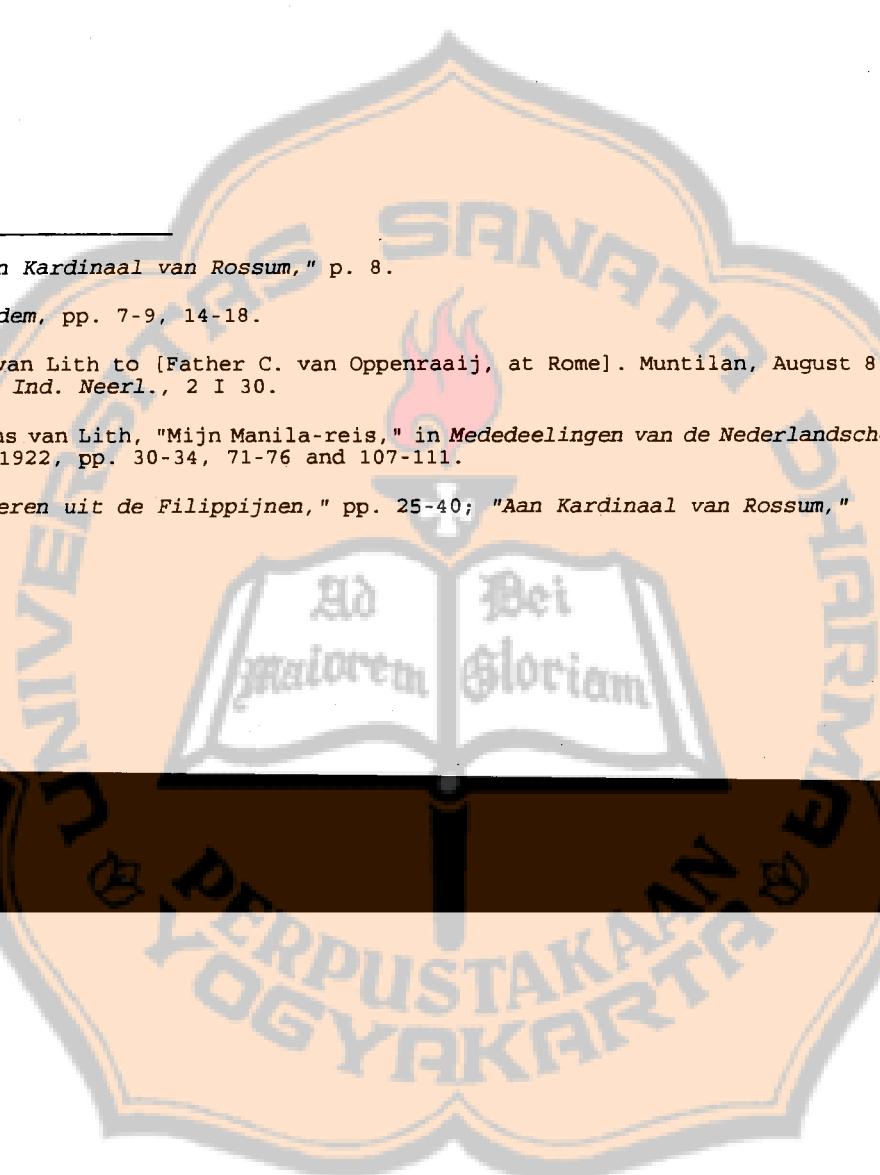 n Kardinaal van Rossum," p. 8.
dem, pp. 7-9, 14-18.
van Lith to [Father C. van Oppenraaij, at Rome]. Muntilan, August 8
Ind. Neerl., 2 I 30.
s van Lith, "Mijn Manila-reis," in Mededeelingen van de Nederlandsch
1922, pp. 30-34, 71-76 and 107-111.
eren uit de Filippijnen," pp. 25-40; "Aan Kardinaal van Rossum,"
UNIVERSITAS SANATA DHARMA
Ad Maiorem
Dei Gloriam
PERPUSTAKAAN
YOGYAKARTA